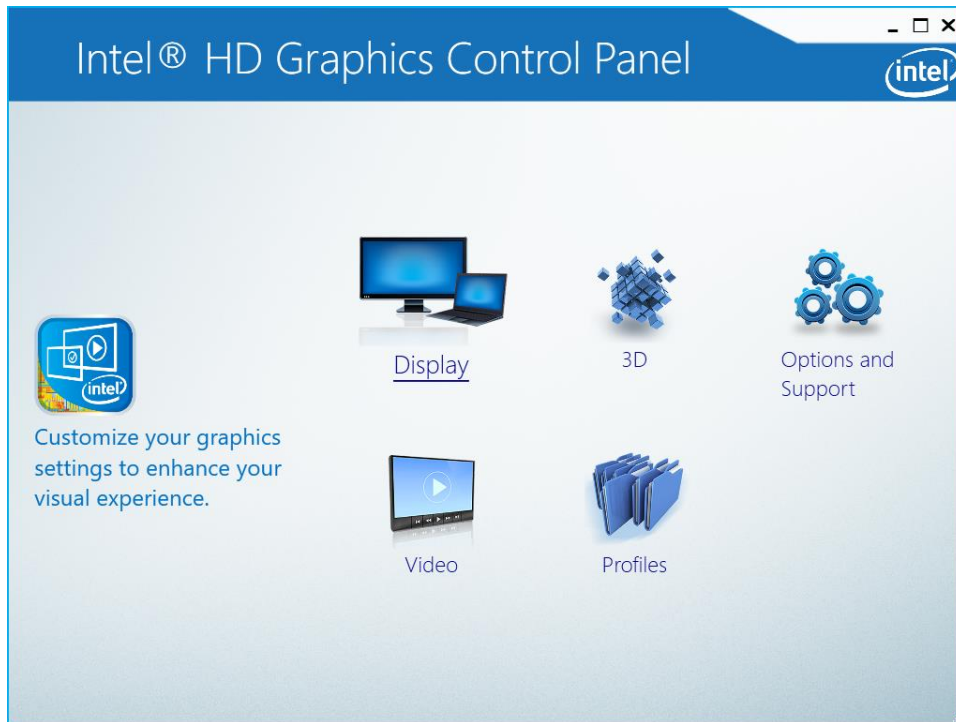 Intel® HD Graphics Control Panel
intel
Display
3D
Options and
Support
intel
Customize your graphics
settings to enhance your
visual experience.
Video
Profiles